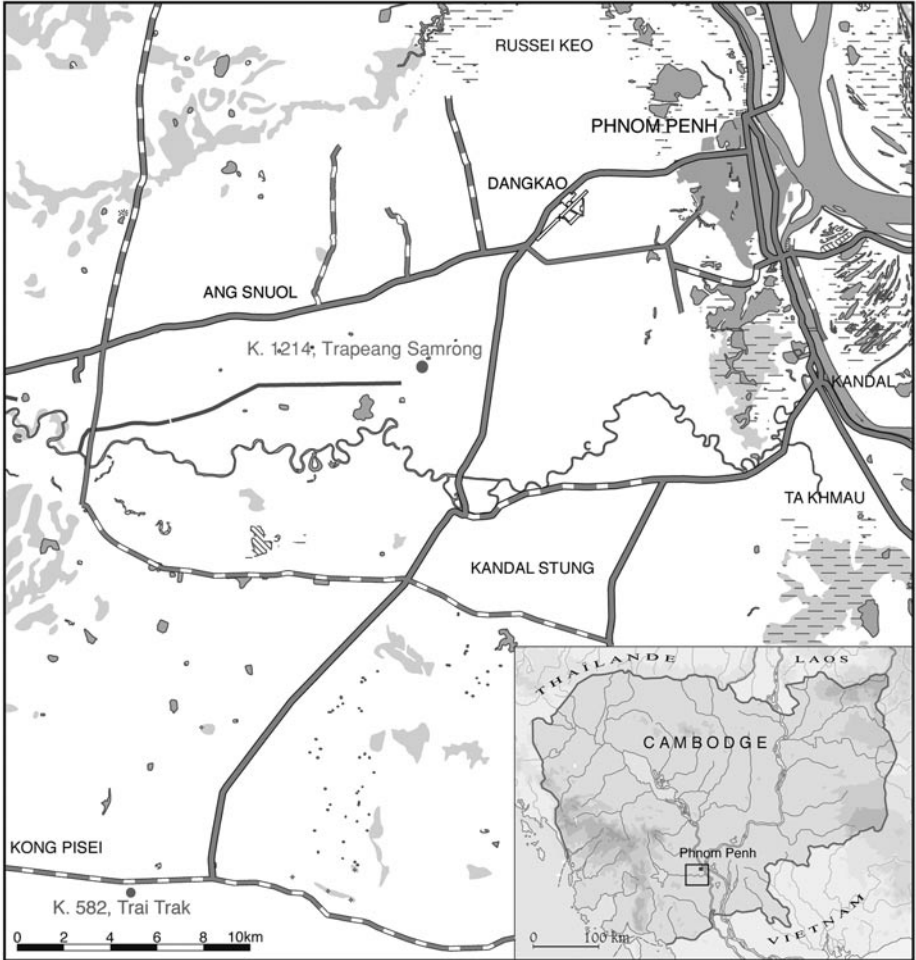 RUSSEI KEO
PHNOM PENH
DANGKAO
ANG SNUOL
K. 1214, Trapeang Samrong
KANDAL
TA KHMAU
KANDAL STUNG
THAILANDE
LAOS
CAMBODGE
Phnom Penh
VIETNAM
0 100 km
KONG PISEI
K. 582, Trai Trak
0 2 4 6 8 10km